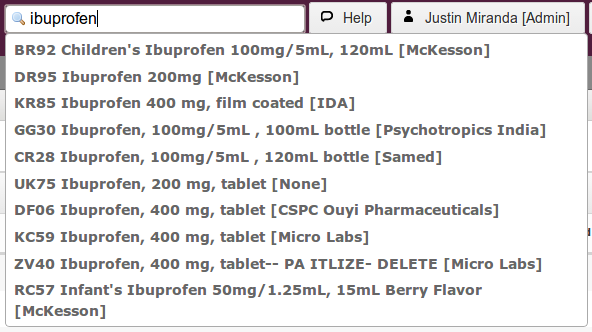 ibuprofen
Help
Justin Miranda [Admin]
BR92 Children's Ibuprofen 100mg/5mL, 120mL [McKesson]
DR95 Ibuprofen 200mg [McKesson]
KR85 Ibuprofen 400 mg, film coated [IDA]
GG30 Ibuprofen, 100mg/5mL , 100mL bottle [Psychotropics India]
CR28 Ibuprofen, 100mg/5mL , 120mL bottle [Samed]
UK75 Ibuprofen, 200 mg, tablet [None]
DF06 Ibuprofen, 400 mg, tablet [CSPC Ouyi Pharmaceuticals]
KC59 Ibuprofen, 400 mg, tablet [Micro Labs]
ZV40 Ibuprofen, 400 mg, tablet-- PA ITLIZE- DELETE [Micro Labs]
RC57 Infant's Ibuprofen 50mg/1.25mL, 15mL Berry Flavor
[McKesson]